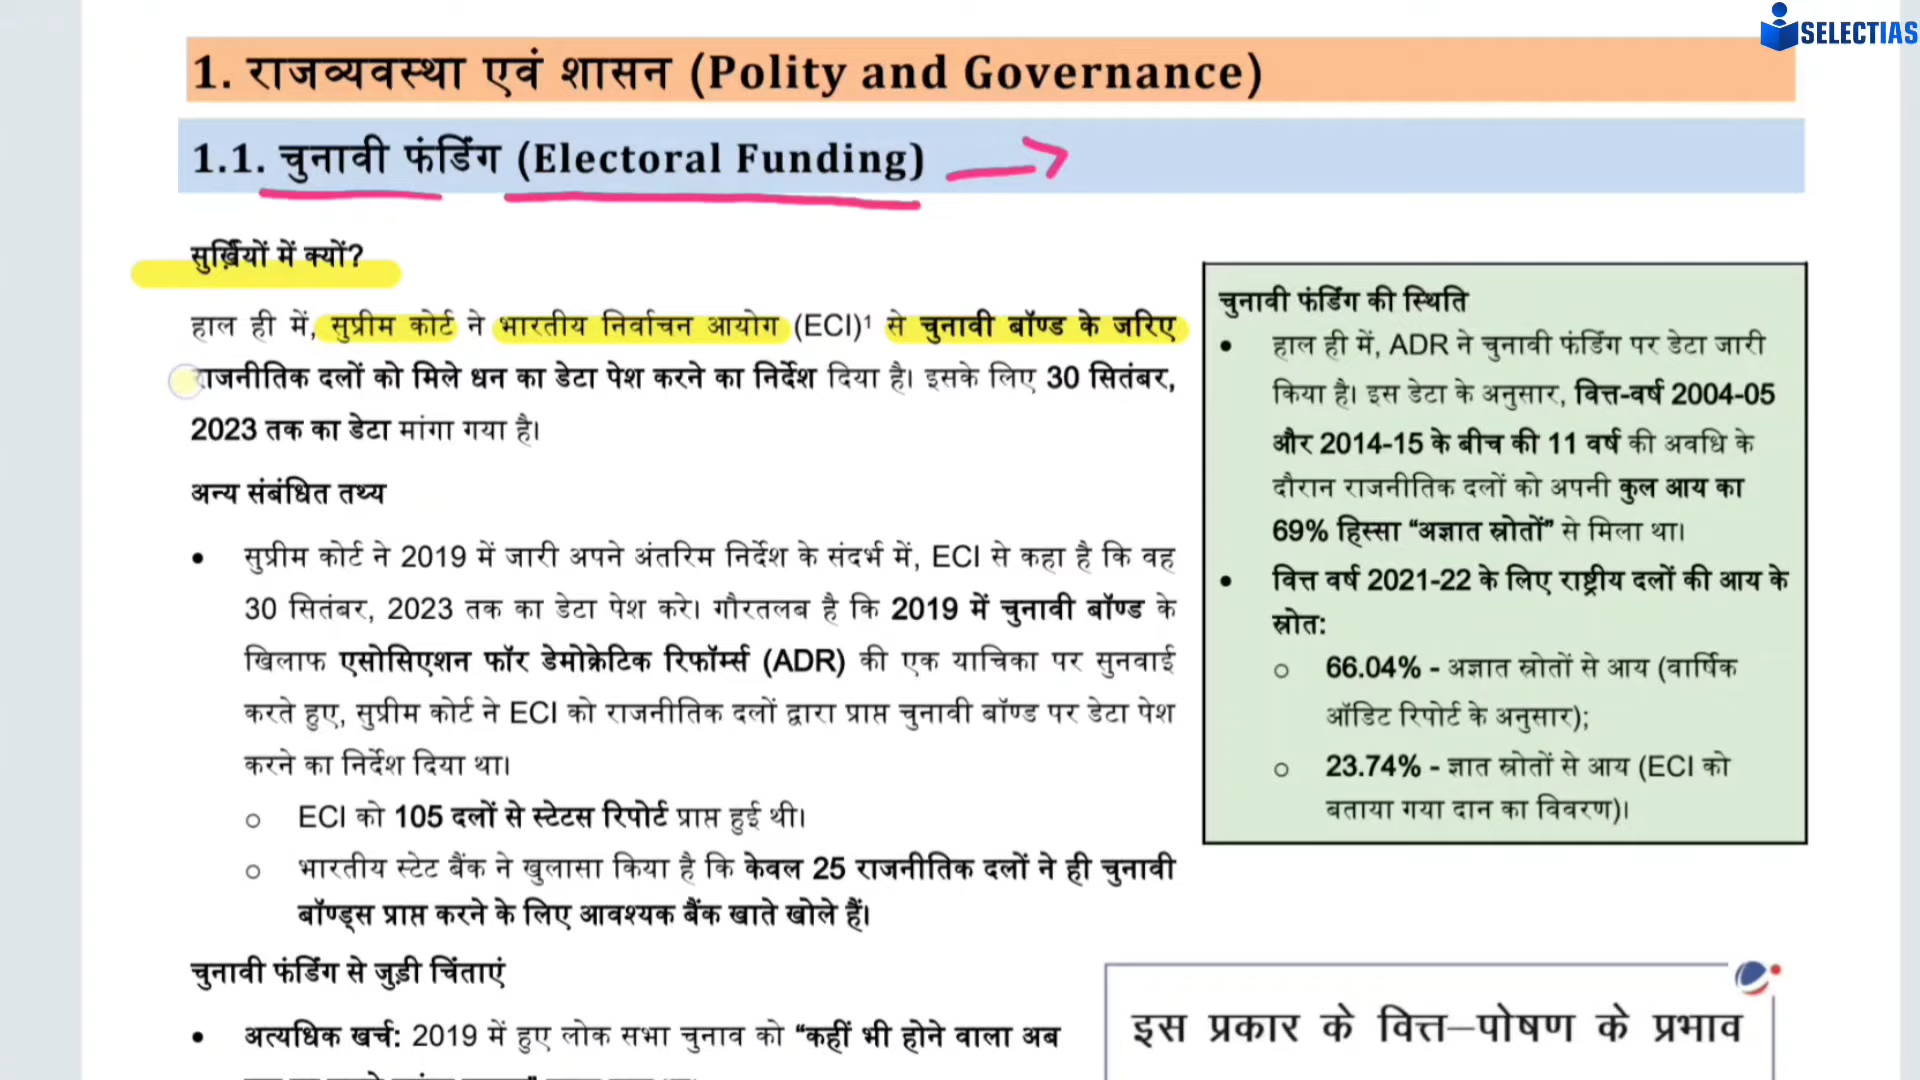 SELECTIAS
1. राजव्यवस्था एवं शासन (Polity and Governance)
1.1. चुनावी फंडिंग (Electoral Funding)
सुर्ख़ियों में क्यों?
हाल ही में, सुप्रीम कोर्ट ने भारतीय निर्वाचन आयोग (ECI)¹ से चुनावी बॉण्ड के जरिए
राजनीतिक दलों को मिले धन का डेटा पेश करने का निर्देश दिया है। इसके लिए 30 सितंबर,
2023 तक का डेटा मांगा गया है।
अन्य संबंधित तथ्य
• सुप्रीम कोर्ट ने 2019 में जारी अपने अंतरिम निर्देश के संदर्भ में, ECI से कहा है कि वह
30 सितंबर, 2023 तक का डेटा पेश करे। गौरतलब है कि 2019 में चुनावी बॉण्ड के
खिलाफ एसोसिएशन फॉर डेमोक्रेटिक रिफॉर्म्स (ADR) की एक याचिका पर सुनवाई
करते हुए, सुप्रीम कोर्ट ने ECI को राजनीतिक दलों द्वारा प्राप्त चुनावी बॉण्ड पर डेटा पेश
करने का निर्देश दिया था।
o ECI को 105 दलों से स्टेटस रिपोर्ट प्राप्त हुई थी।
o भारतीय स्टेट बैंक ने खुलासा किया है कि केवल 25 राजनीतिक दलों ने ही चुनावी
बॉण्ड्स प्राप्त करने के लिए आवश्यक बैंक खाते खोले हैं।
चुनावी फंडिंग से जुड़ी चिंताएं
• अत्यधिक खर्च: 2019 में हुए लोक सभा चुनाव को “कहीं भी होने वाला अब
चुनावी फंडिंग की स्थिति
• हाल ही में, ADR ने चुनावी फंडिंग पर डेटा जारी
किया है। इस डेटा के अनुसार, वित्त-वर्ष 2004-05
और 2014-15 के बीच की 11 वर्ष की अवधि के
दौरान राजनीतिक दलों को अपनी कुल आय का
69% हिस्सा “अज्ञात स्रोतों” से मिला था।
• वित्त वर्ष 2021-22 के लिए राष्ट्रीय दलों की आय के
स्रोत:
o 66.04% - अज्ञात स्रोतों से आय (वार्षिक
ऑडिट रिपोर्ट के अनुसार);
o 23.74% - ज्ञात स्रोतों से आय (ECI को
बताया गया दान का विवरण)।
इस प्रकार के वित्त–पोषण के प्रभाव